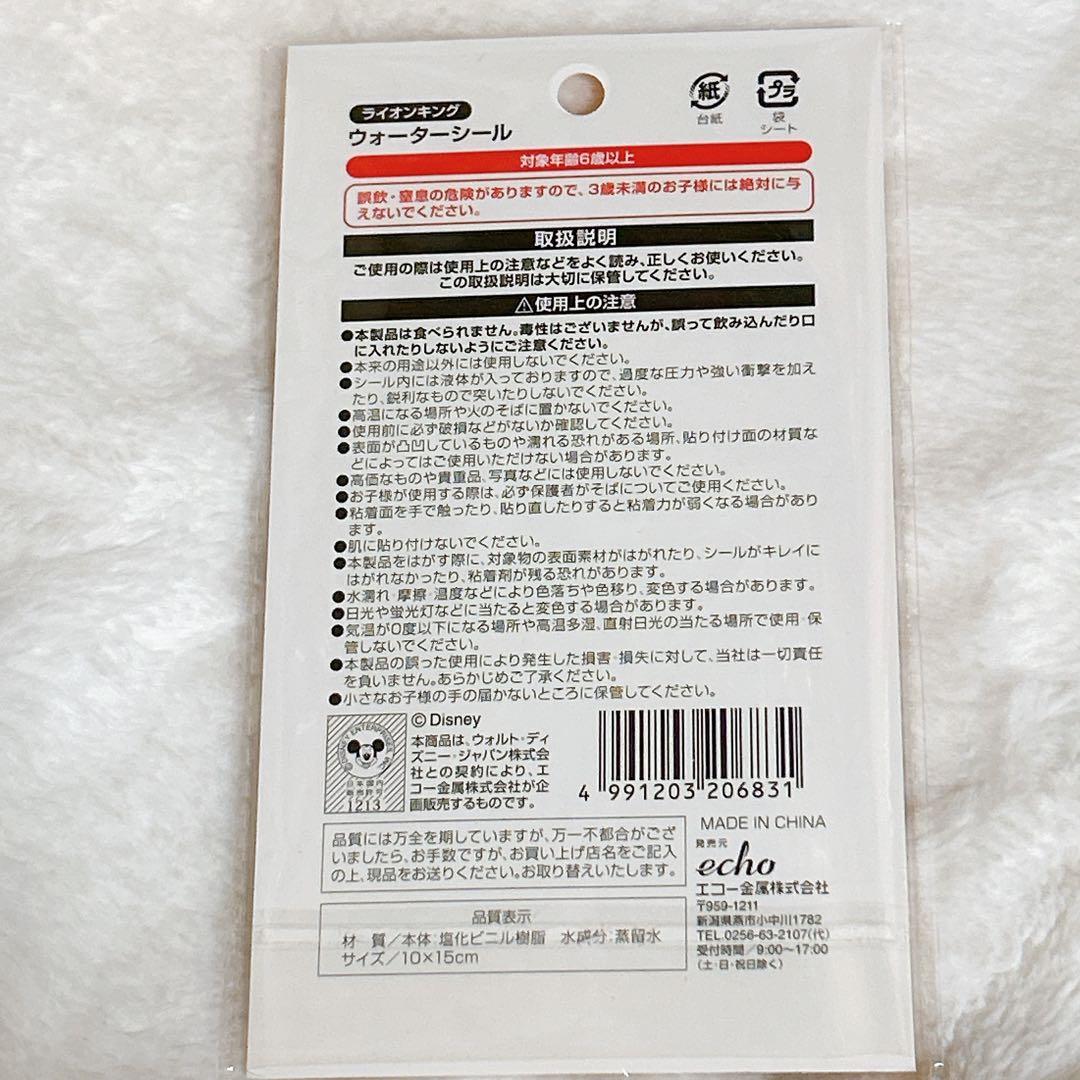 ライオンキング
ウォーターシール
紙
台紙
プラ
袋
シート
対象年齢6歳以上
誤飲・窒息の危険がありますので、3歳未満のお子様には絶対に与
えないでください。
取扱説明
ご使用の際は使用上の注意などをよく読み、正しくお使いください。
この取扱説明は大切に保管してください。
⚠使用上の注意
●本製品は食べられません。毒性はございませんが、誤って飲み込んだり口
に入れたりしないようにご注意ください。
●本来の用途以外には使用しないでください。
●シール内には液体が入っておりますので、過度な圧力や強い衝撃を加え
たり、鋭利なもので突いたりしないでください。
●高温になる場所や火のそばに置かないでください。
●使用前に必ず破損などがないか確認してください。
●表面が凸凹しているものや濡れる恐れがある場所、貼り付け面の材質な
どによってはご使用いただけない場合があります。
●高価なものや貴重品、写真などには使用しないでください。
●お子様が使用する際は、必ず保護者がそばについてご使用ください。
●粘着面を手で触ったり、貼り直したりすると粘着力が弱くなる場合があり
ます。
●肌に貼り付けないでください。
●本製品をはがす際に、対象物の表面素材がはがれたり、シールがキレイに
はがれなかったり、粘着剤が残る恐れがあります。
●水濡れ・摩擦・温度などにより色落ちや色移り、変色する場合があります。
●日光や蛍光灯などに当たると変色する場合があります。
●気温が0度以下になる場所や高温多湿、直射日光の当たる場所で使用・保
管しないでください。
●本製品の誤った使用により発生した損害・損失に対して、当社は一切責任
を負いません。あらかじめご了承ください。
●小さなお子様の手の届かないところに保管してください。
©Disney
本商品は、ウォルト・ディ
ズニー・ジャパン株式会
社との契約により、エ
コー金属株式会社が企
画販売するものです。
日本国内
販売許可
1213
4 991203 206831
MADE IN CHINA
品質には万全を期していますが、万一不都合がござ
いましたら、お手数ですが、お買い上げ店名をご記入
の上、現品をお送りください。お取り替えいたします。
発売元
echo
エコー金属株式会社
〒959-1211
新潟県燕市小中川1782
TEL.0256-63-2107(代)
受付時間/9:00〜17:00
(土・日・祝日除く)
品質表示
材 質/本体:塩化ビニル樹脂 水成分:蒸留水
サイズ/10×15cm